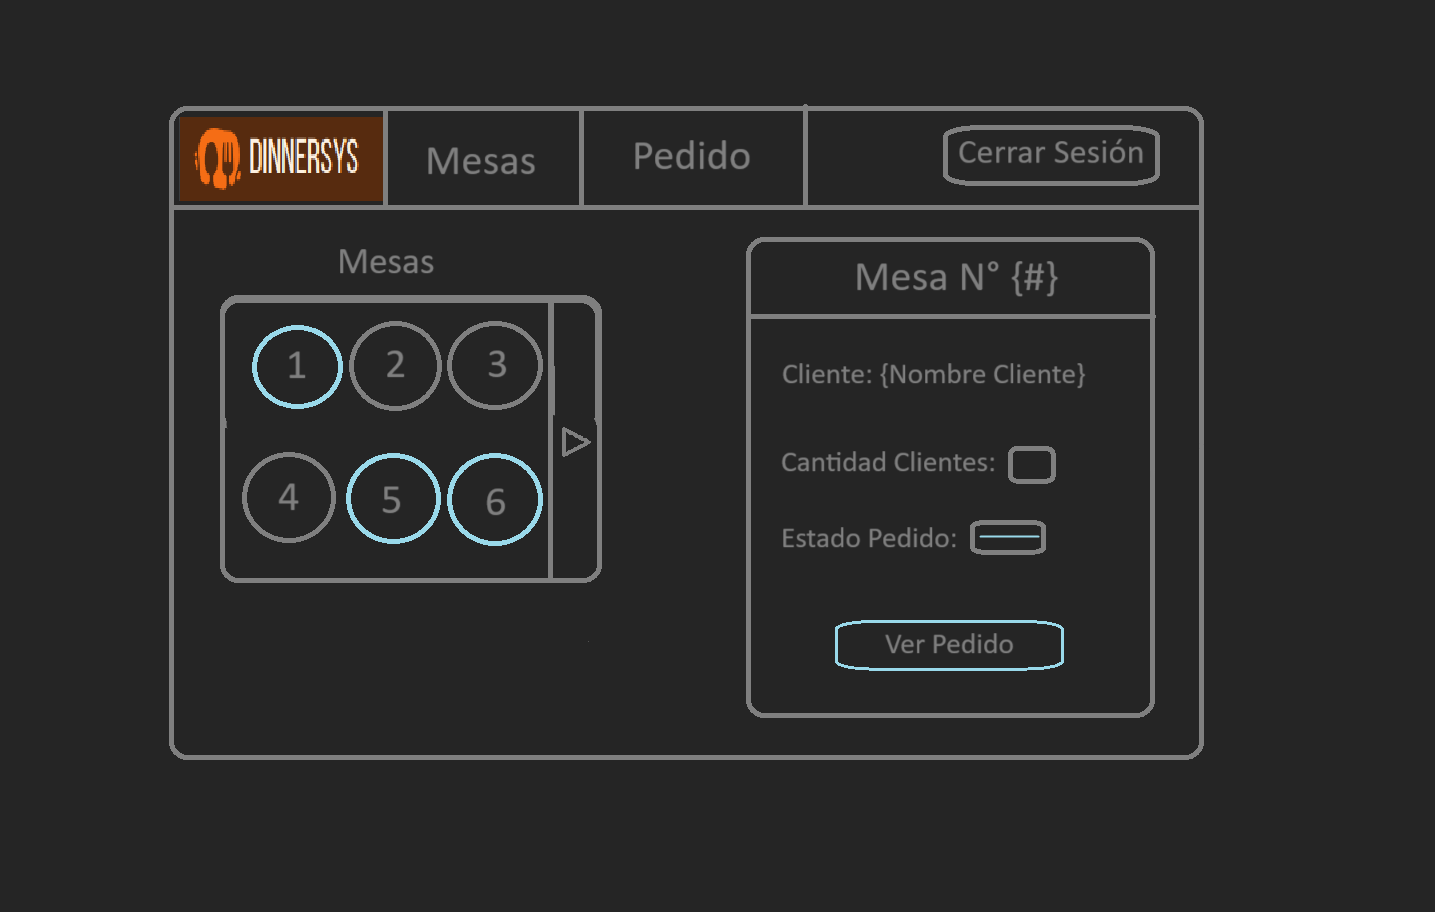 DINNERSYS
Mesas
Pedido
Cerrar Sesión
Mesas
1 2 3
4 5 6
Mesa N° {#}
Cliente: {Nombre Cliente}
Cantidad Clientes:
Estado Pedido:
Ver Pedido